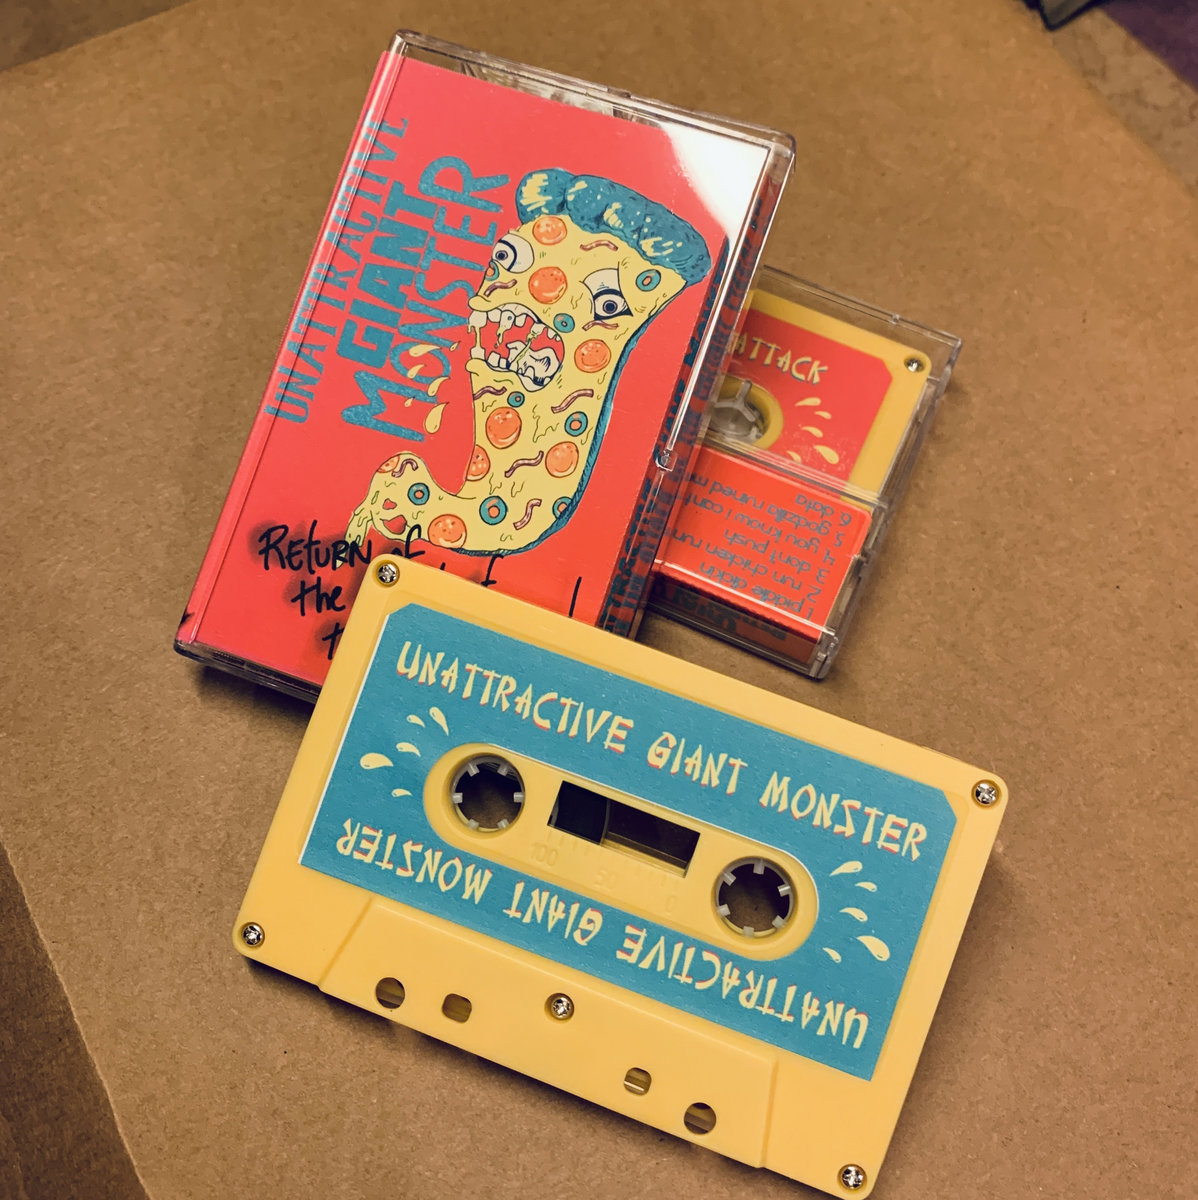 UNATTRACTIVE
GIANT
MONSTER
RETURN of
the
ATTACK
1. piddle diddin
2 run chicken run
3 don't push
4 you know i can't
5 godzilla ruined m
6 data
UNATTRACTIVE GIANT MONSTER
100 50 0
UNATTRACTIVE GIANT MONSTER